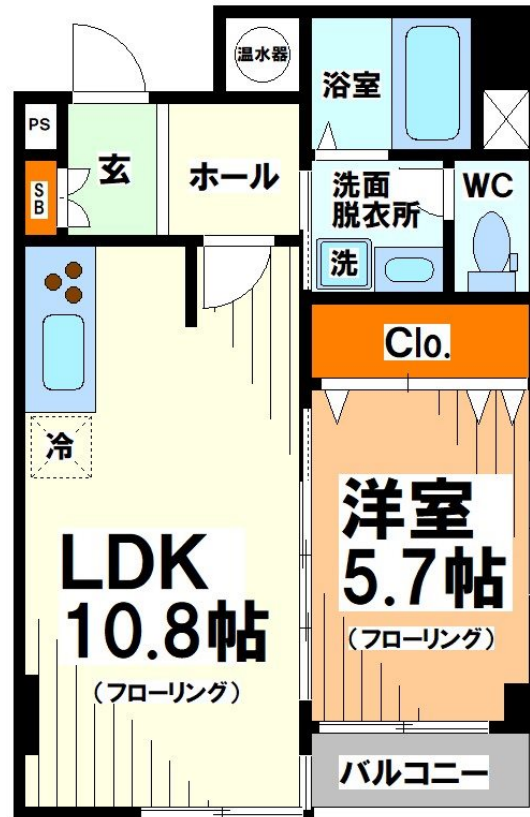 温水器
浴室
PS
玄
ホール
洗面
脱衣所
WC
SB
洗
Clo.
冷
洋室
5.7帖
(フローリング)
LDK
10.8帖
(フローリング)
バルコニー